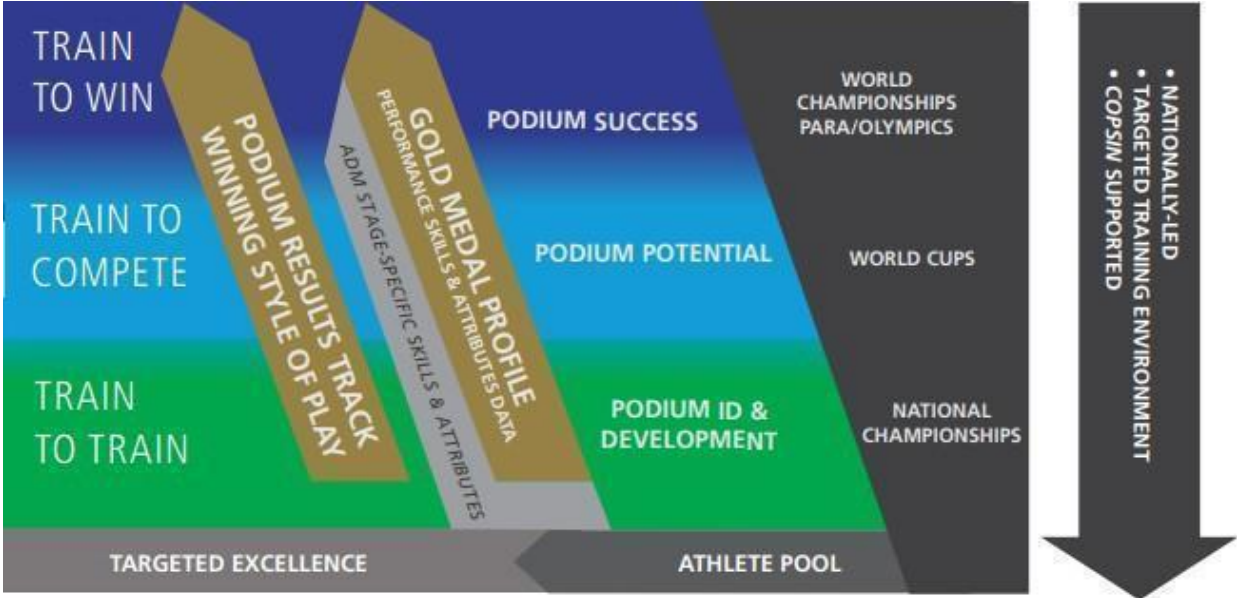 TRAIN
TO WIN
TRAIN TO
COMPETE
TRAIN
TO TRAIN
PODIUM RESULTS TRACK
WINNING STYLE OF PLAY
GOLD MEDAL PROFILE
PERFORMANCE SKILLS & ATTRIBUTES DATA
ADM STAGE-SPECIFIC SKILLS & ATTRIBUTES
PODIUM SUCCESS
PODIUM POTENTIAL
PODIUM ID &
DEVELOPMENT
WORLD
CHAMPIONSHIPS
PARA/OLYMPICS
WORLD CUPS
NATIONAL
CHAMPIONSHIPS
• NATIONALLY-LED
• TARGETED TRAINING ENVIRONMENT
• COPSIN SUPPORTED
TARGETED EXCELLENCE
ATHLETE POOL